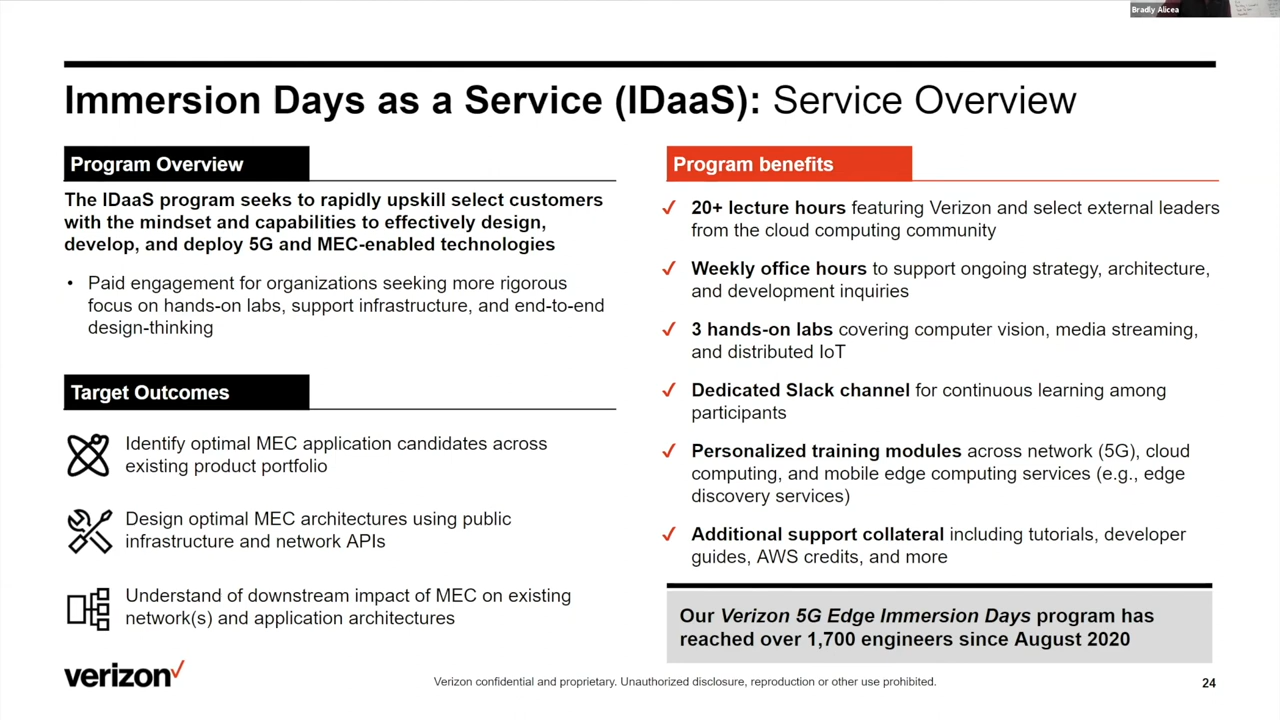 Bradly Alicea
Immersion Days as a Service (IDaaS): Service Overview
Program Overview
The IDaaS program seeks to rapidly upskill select customers
with the mindset and capabilities to effectively design,
develop, and deploy 5G and MEC-enabled technologies
• Paid engagement for organizations seeking more rigorous
focus on hands-on labs, support infrastructure, and end-to-end
design-thinking
Target Outcomes
Identify optimal MEC application candidates across
existing product portfolio
Design optimal MEC architectures using public
infrastructure and network APIs
Understand of downstream impact of MEC on existing
network(s) and application architectures
Program benefits
✓ 20+ lecture hours featuring Verizon and select external leaders
from the cloud computing community
✓ Weekly office hours to support ongoing strategy, architecture,
and development inquiries
✓ 3 hands-on labs covering computer vision, media streaming,
and distributed IoT
✓ Dedicated Slack channel for continuous learning among
participants
✓ Personalized training modules across network (5G), cloud
computing, and mobile edge computing services (e.g., edge
discovery services)
✓ Additional support collateral including tutorials, developer
guides, AWS credits, and more
Our Verizon 5G Edge Immersion Days program has
reached over 1,700 engineers since August 2020
verizon✓
Verizon confidential and proprietary. Unauthorized disclosure, reproduction or other use prohibited.
24